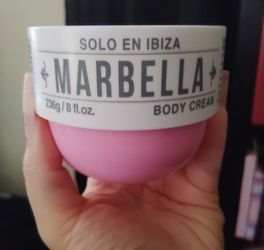 SOLO EN IBIZA
MARBELLA
236g/8 fl.oz. BODY CREAM